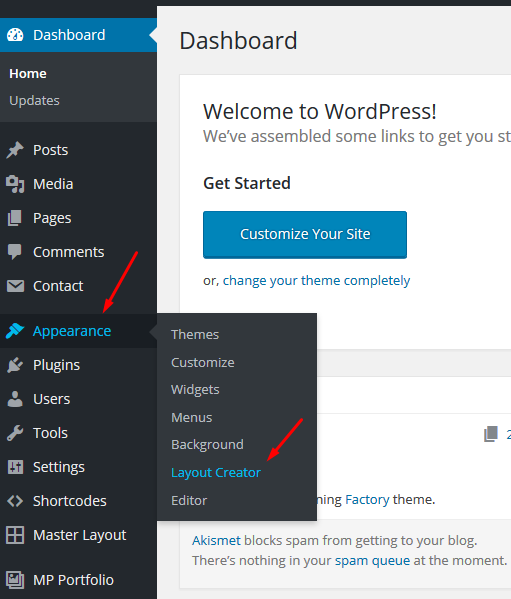 Dashboard
Home
Updates
Posts
Media
Pages
Comments
Contact
Appearance
Plugins
Users
Tools
Settings
Shortcodes
Master Layout
MP Portfolio
Themes
Customize
Widgets
Menus
Background
Layout Creator
Editor
Dashboard
Welcome to WordPress!
We've assembled some links to get you st
Get Started
Customize Your Site
or, change your theme completely
2
ning Factory theme.
Akismet blocks spam from getting to your blog.
There's nothing in your spam queue at the moment.